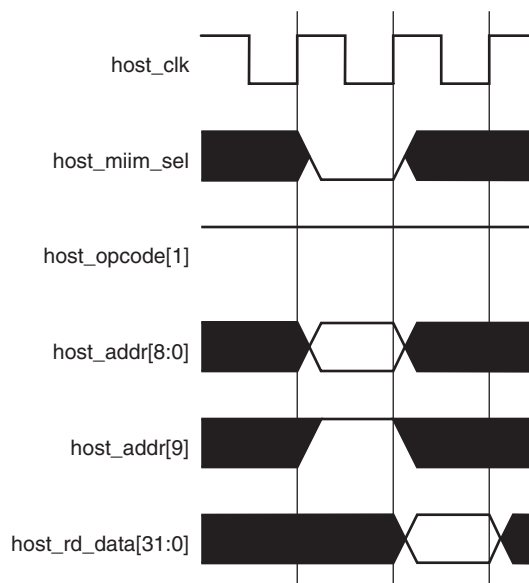 host_clk
host_miim_sel
host_opcode[1]
host_addr[8:0]
host_addr[9]
host_rd_data[31:0]